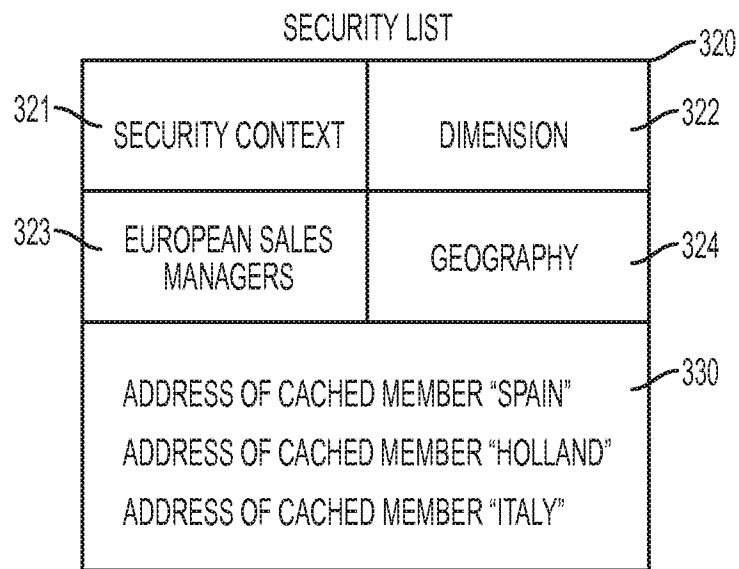 SECURITY LIST
320
321
SECURITY CONTEXT
DIMENSION
322
323
EUROPEAN SALES
MANAGERS
GEOGRAPHY
324
330
ADDRESS OF CACHED MEMBER “SPAIN”
ADDRESS OF CACHED MEMBER “HOLLAND”
ADDRESS OF CACHED MEMBER “ITALY”